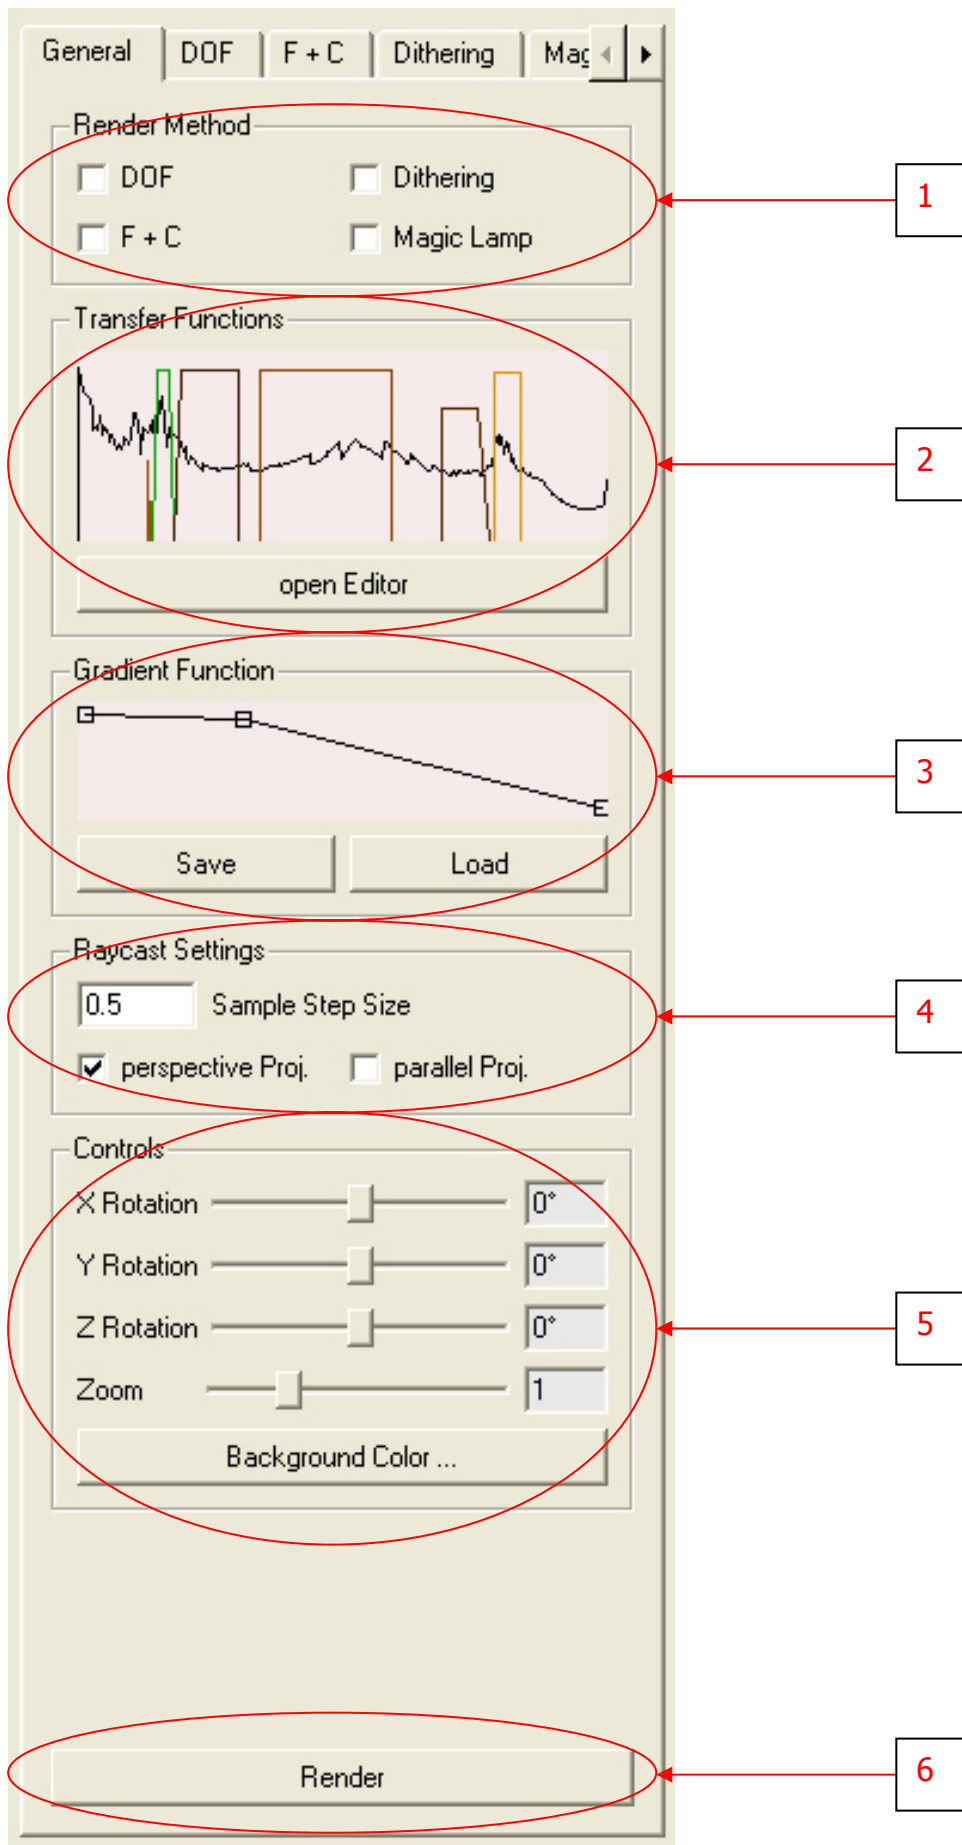 General DOF F + C Dithering Mag
Render Method
DOF Dithering 1
F + C Magic Lamp
Transfer Functions
2
open Editor
Gradient Function
3
Save Load
Raycast Settings
0.5 Sample Step Size 4
perspective Proj. parallel Proj.
Controls
X Rotation 0°
Y Rotation 0°
Z Rotation 0° 5
Zoom 1
Background Color ...
Render 6